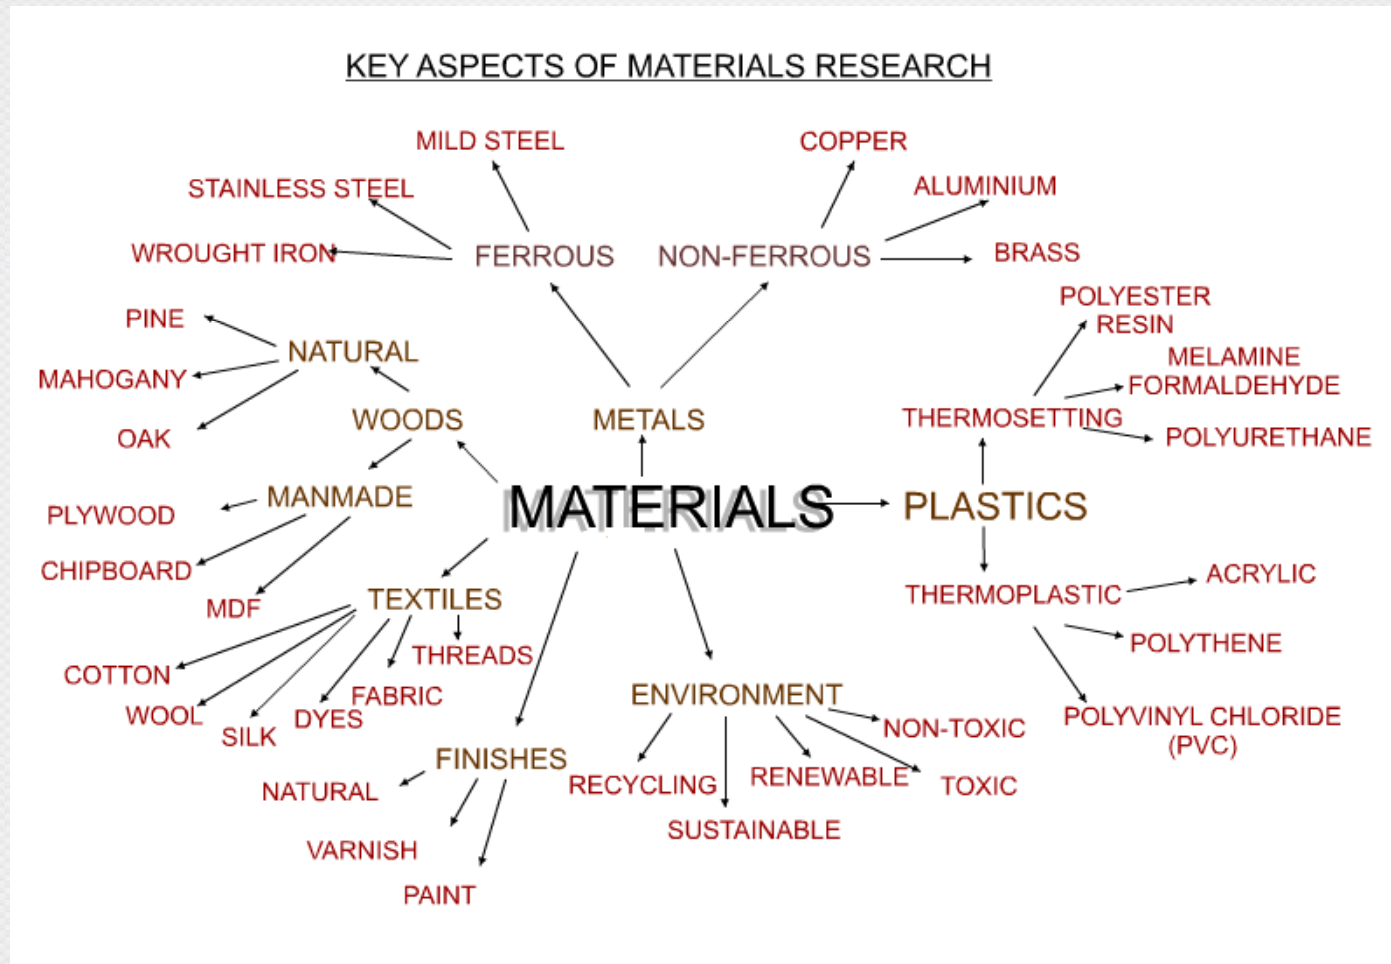 KEY ASPECTS OF MATERIALS RESEARCH
MILD STEEL
COPPER
STAINLESS STEEL
ALUMINIUM
WROUGHT IRON
FERROUS
NON-FERROUS
BRASS
POLYESTER
RESIN
PINE
NATURAL
MELAMINE
FORMALDEHYDE
MAHOGANY
WOODS
METALS
THERMOSETTING
OAK
POLYURETHANE
MANMADE
MATERIALS
PLASTICS
PLYWOOD
CHIPBOARD
ACRYLIC
MDF
TEXTILES
THERMOPLASTIC
THREADS
POLYTHENE
COTTON
FABRIC
ENVIRONMENT
WOOL
DYES
SILK
NON-TOXIC
POLYVINYL CHLORIDE
(PVC)
FINISHES
NATURAL
RECYCLING
RENEWABLE
TOXIC
SUSTAINABLE
VARNISH
PAINT